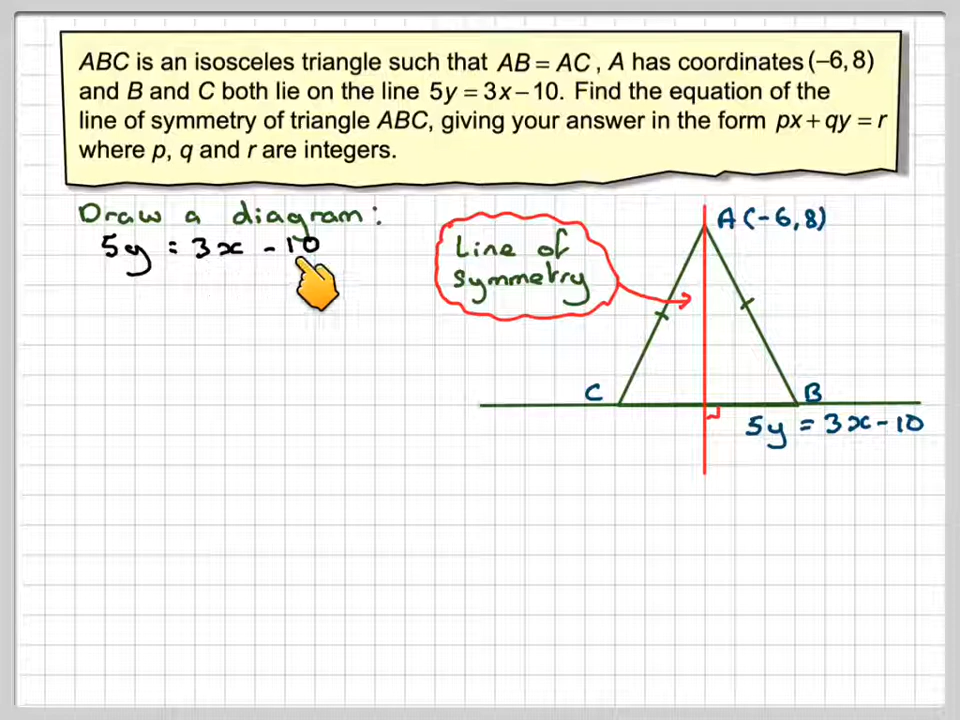 ABC is an isosceles triangle such that AB = AC, A has coordinates (−6, 8)
and B and C both lie on the line 5y = 3x − 10. Find the equation of the
line of symmetry of triangle ABC, giving your answer in the form px + qy = r
where p, q and r are integers.
Draw a diagram:
5y = 3x - 10
Line of
symmetry
A(-6, 8)
C
B
5y = 3x - 10